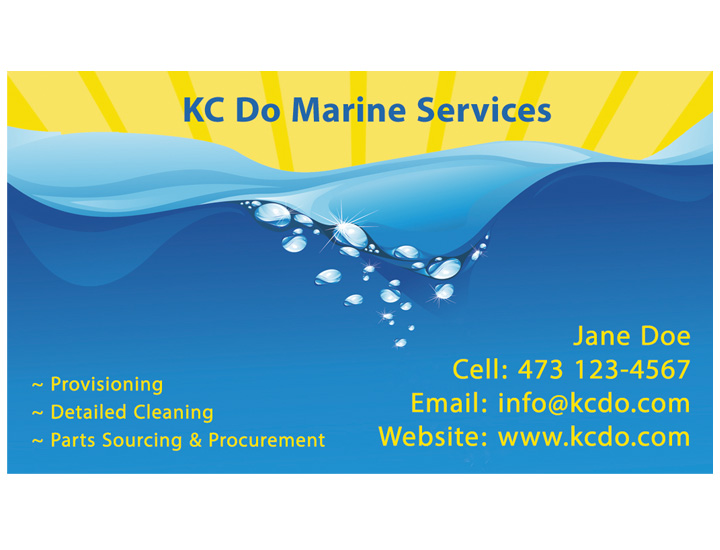 KC Do Marine Services
Jane Doe
Cell: 473 123-4567
Email: info@kcdo.com
Website: www.kcdo.com
~ Provisioning
~ Detailed Cleaning
~ Parts Sourcing & Procurement